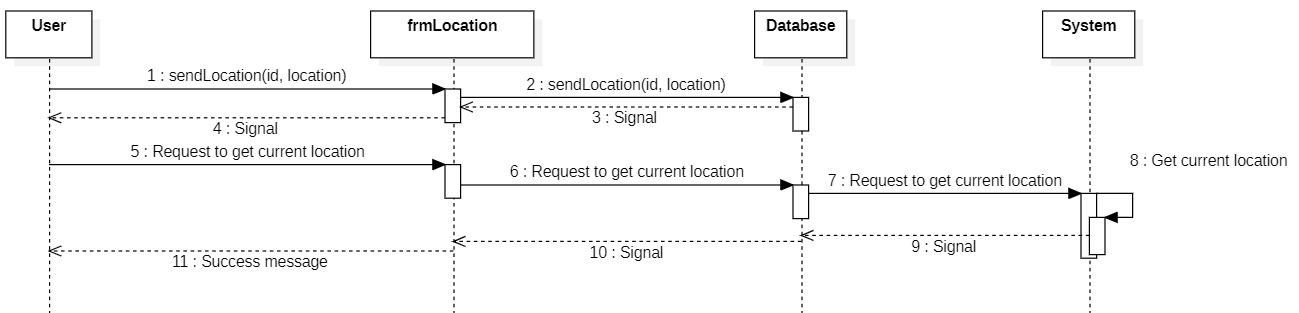 User
frmLocation
Database
System
1 : sendLocation(id, location)
2 : sendLocation(id, location)
3 : Signal
4 : Signal
5 : Request to get current location
6 : Request to get current location
7 : Request to get current location
8 : Get current location
9 : Signal
10 : Signal
11 : Success message